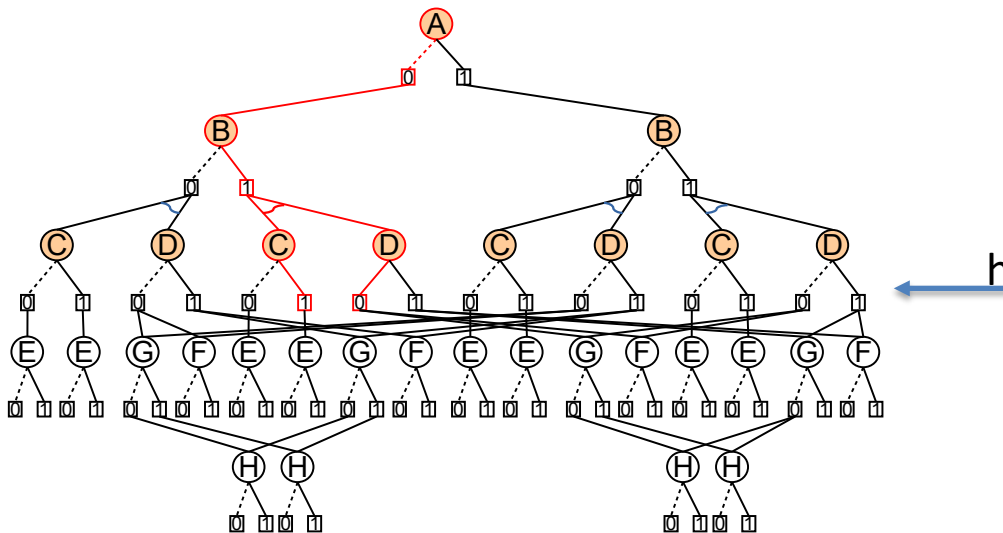 A
0 1
B B
0 1 0 1
C D C D C D C D
0 1 0 1 0 1 0 1 0 1 0 1 0 1 0 1
h
E E G F E E G F E E G F E E G F
0 1 0 1 0 1 0 1 0 1 0 1 0 1 0 1 0 1 0 1 0 1 0 1 0 1 0 1 0 1 0 1
H H H H
0 1 0 1 0 1 0 1